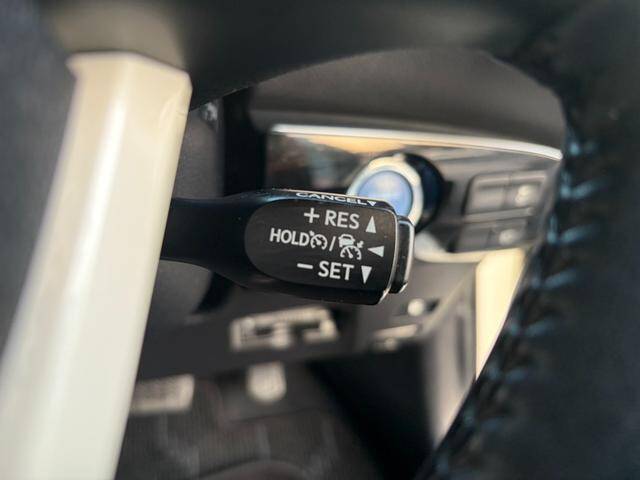 CANCEL▼
+ RES ▲
HOLD / ◀
− SET ▼